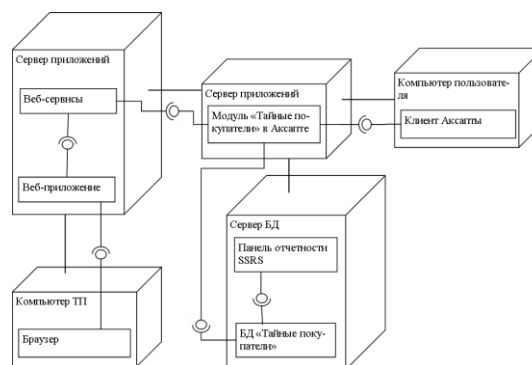 Сервер приложений
Веб-сервисы
Веб-приложение
Сервер приложений
Модуль «Тайные по-
купатели» в Аксапте
Компьютер пользовате-
ля
Клиент Аксапты
Сервер БД
Панель отчетности
SSRS
БД «Тайные поку-
патели»
Компьютер ТП
Браузер